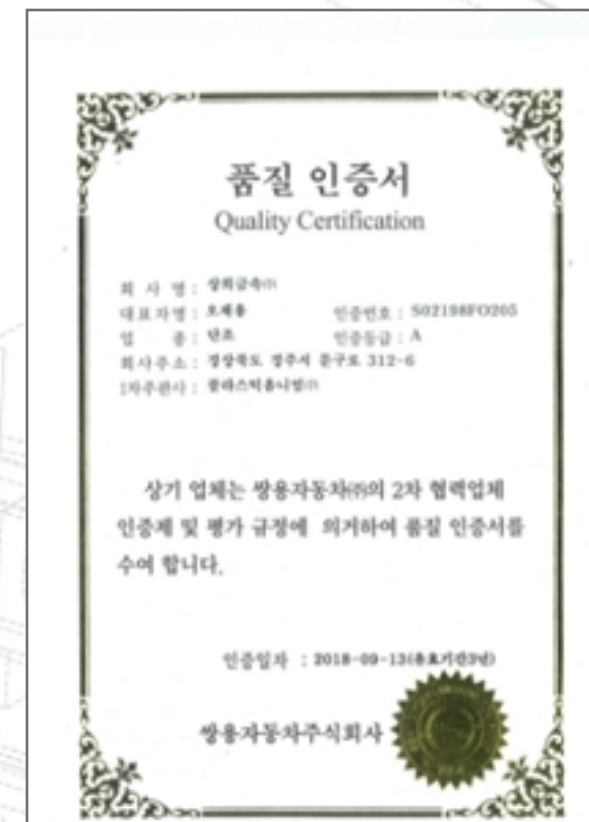 품질 인증서
Quality Certification
회 사 명 :
대표자명 : 인증번호 : S02198FO205
업 종 : 단조 인증등급 : A
회사주소 : 경상북도 경주시 문구로 312-6
1차주관사 :
상기 업체는 쌍용자동차㈜의 2차 협력업체
인증제 및 평가 규정에 의거하여 품질 인증서를
수여 합니다.
인증일자 : 2018-09-13(유효기간3년)
쌍용자동차주식회사